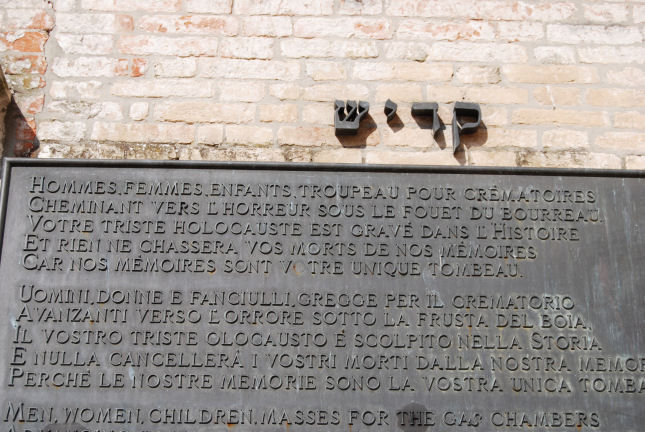 קדיש
HOMMES, FEMMES, ENFANTS, TROUPEAU POUR CRÉMATOIRES
CHEMINANT VERS L'HORREUR SOUS LE FOUET DU BOURREAU.
VOTRE TRISTE HOLOCAUSTE EST GRAVÉ DANS L'HISTOIRE
ET RIEN NE CHASSERA VOS MORTS DE NOS MÉMOIRES
CAR NOS MÉMOIRES SONT VOTRE UNIQUE TOMBEAU.
UOMINI, DONNE E FANCIULLI, GREGGE PER IL CREMATORIO
AVANZANTI VERSO L'ORRORE SOTTO LA FRUSTA DEL BOIA.
IL VOSTRO TRISTE OLOCAUSTO É SCOLPITO NELLA STORIA
E NULLA CANCELLERÁ I VOSTRI MORTI DALLA NOSTRA MEMOR
PERCHÉ LE NOSTRE MEMORIE SONO LA VOSTRA UNICA TOMBA
MEN, WOMEN, CHILDREN, MASSES FOR THE GAS CHAMBERS